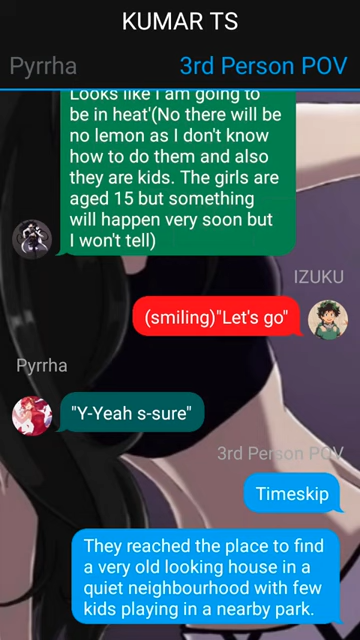 KUMAR TS
Pyrrha 3rd Person POV
Looks like I am going to
be in heat'(No there will be
no lemon as I don't know
how to do them and also
they are kids. The girls are
aged 15 but something
will happen very soon but
I won't tell)
IZUKU
(smiling)"Let's go"
Pyrrha
"Y-Yeah s-sure"
3rd Person POV
Timeskip
They reached the place to find
a very old looking house in a
quiet neighbourhood with few
kids playing in a nearby park.